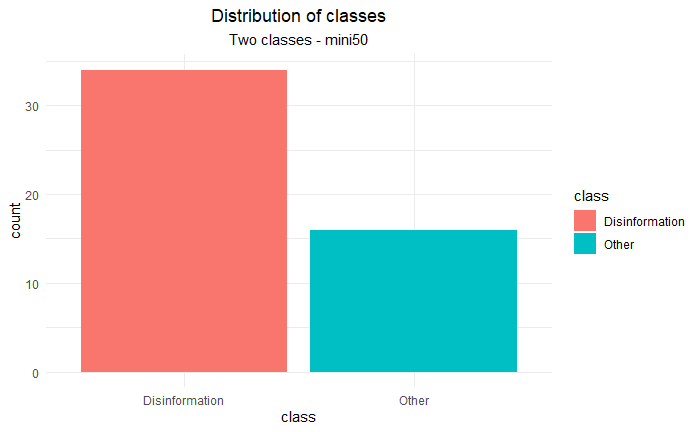 Distribution of classes
Two classes - mini50
count
30
20
10
0
Disinformation
Other
class
class
Disinformation
Other